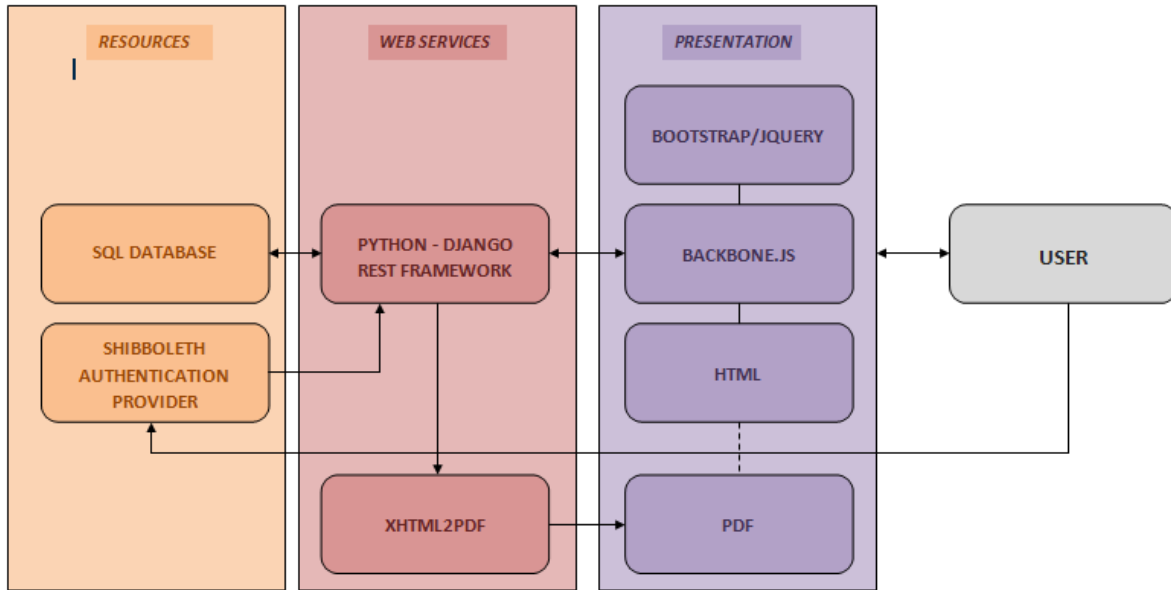 RESOURCES
WEB SERVICES
PRESENTATION
BOOTSTRAP/JQUERY
SQL DATABASE
PYTHON - DJANGO
REST FRAMEWORK
BACKBONE.JS
USER
SHIBBOLETH
AUTHENTICATION
PROVIDER
HTML
XHTML2PDF
PDF